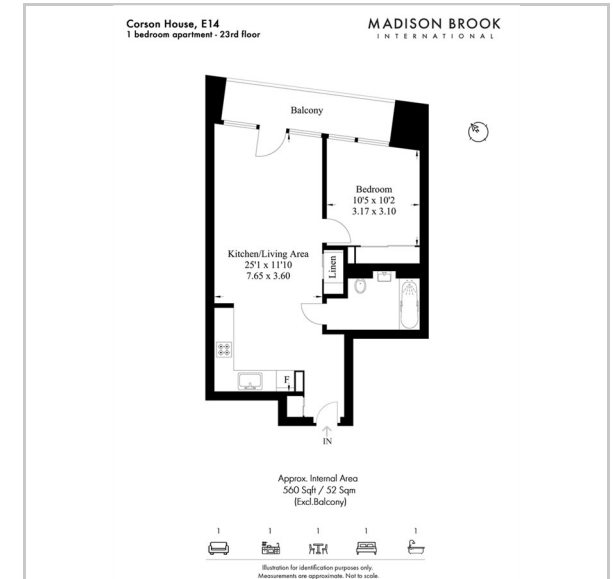 Corson House, E14
1 bedroom apartment - 23rd floor
MADISON BROOK
INTERNATIONAL
Balcony
Bedroom
10'5 x 10'2
3.17 x 3.10
Kitchen/Living Area
25'1 x 11'10
7.65 x 3.60
Linen
F
IN
Approx. Internal Area
560 Sqft / 52 Sqm
(Excl.Balcony)
1 1 1 1 1
Illustration for identification purposes only.
Measurements are approximate. Not to scale.